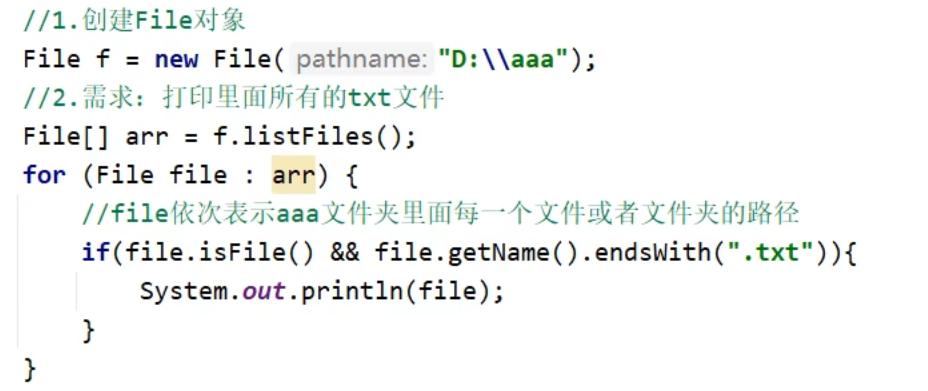 //1.创建File对象
File f = new File( pathname: "D:\\aaa");
//2.需求：打印里面所有的txt文件
File[] arr = f.listFiles();
for (File file : arr) {
    //file依次表示aaa文件夹里面每一个文件或者文件夹的路径
    if(file.isFile() && file.getName().endsWith(".txt")){
        System.out.println(file);
    }
}